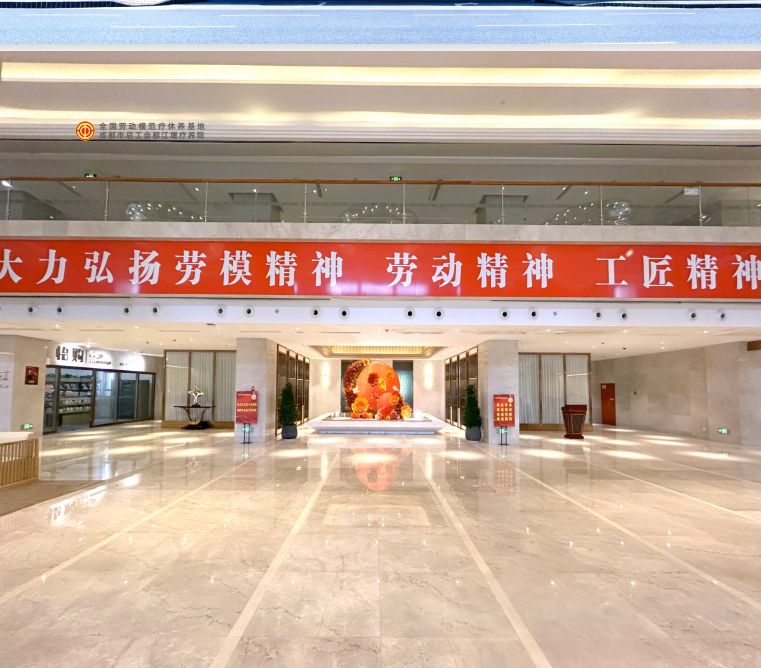 全国劳动模范疗休养基地
成都市总工会都江堰疗养院
大力弘扬劳模精神 劳动精神 工匠精神
怡购